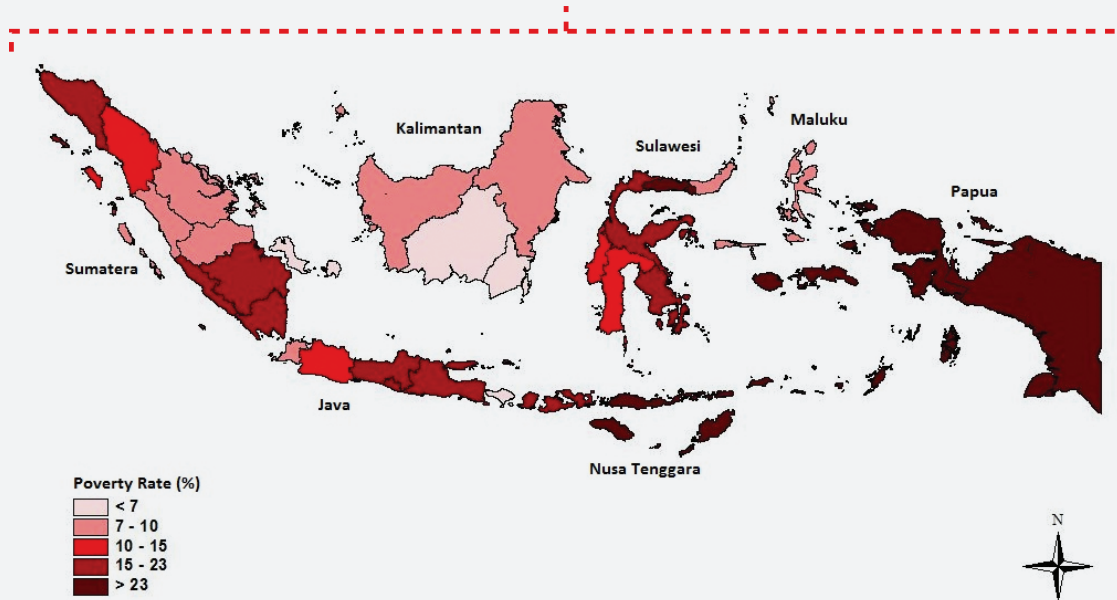 Kalimantan
Maluku
Sulawesi
Papua
Sumatera
Java
Nusa Tenggara
Poverty Rate (%)
< 7
7 - 10
10 - 15
15 - 23
> 23
N